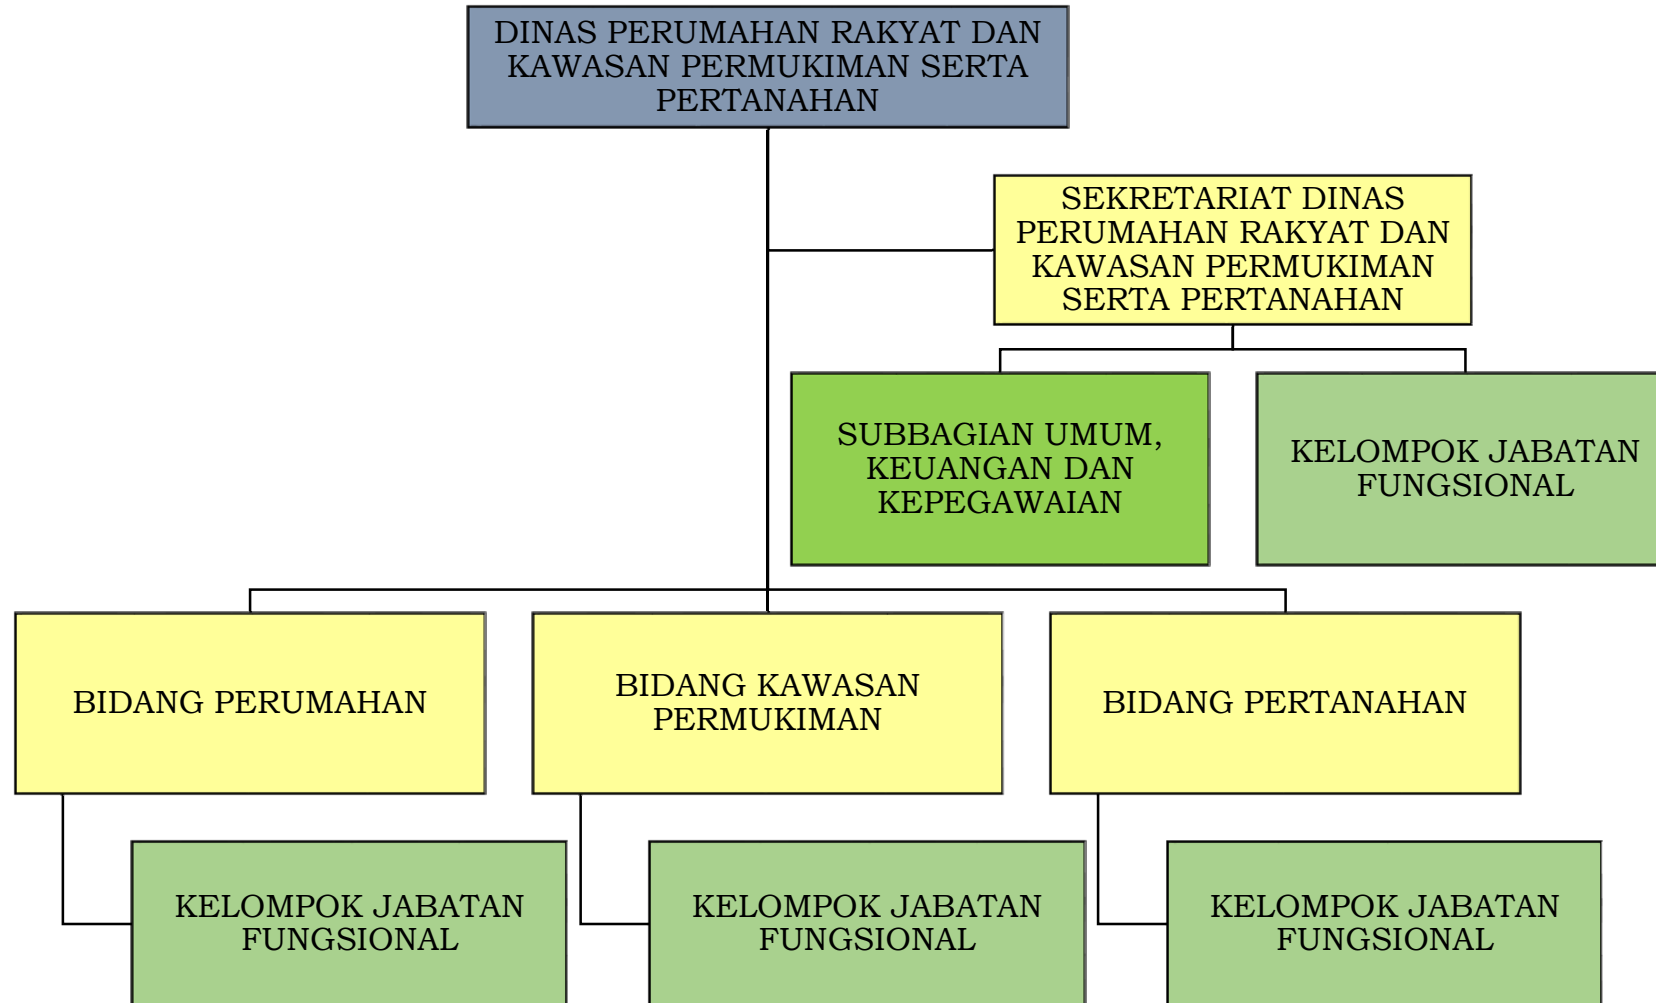 DINAS PERUMAHAN RAKYAT DAN
KAWASAN PERMUKIMAN SERTA
PERTANAHAN
SEKRETARIAT DINAS
PERUMAHAN RAKYAT DAN
KAWASAN PERMUKIMAN
SERTA PERTANAHAN
SUBBAGIAN UMUM,
KEUANGAN DAN
KEPEGAWAIAN
KELOMPOK JABATAN
FUNGSIONAL
BIDANG PERUMAHAN
BIDANG KAWASAN
PERMUKIMAN
BIDANG PERTANAHAN
KELOMPOK JABATAN
FUNGSIONAL
KELOMPOK JABATAN
FUNGSIONAL
KELOMPOK JABATAN
FUNGSIONAL